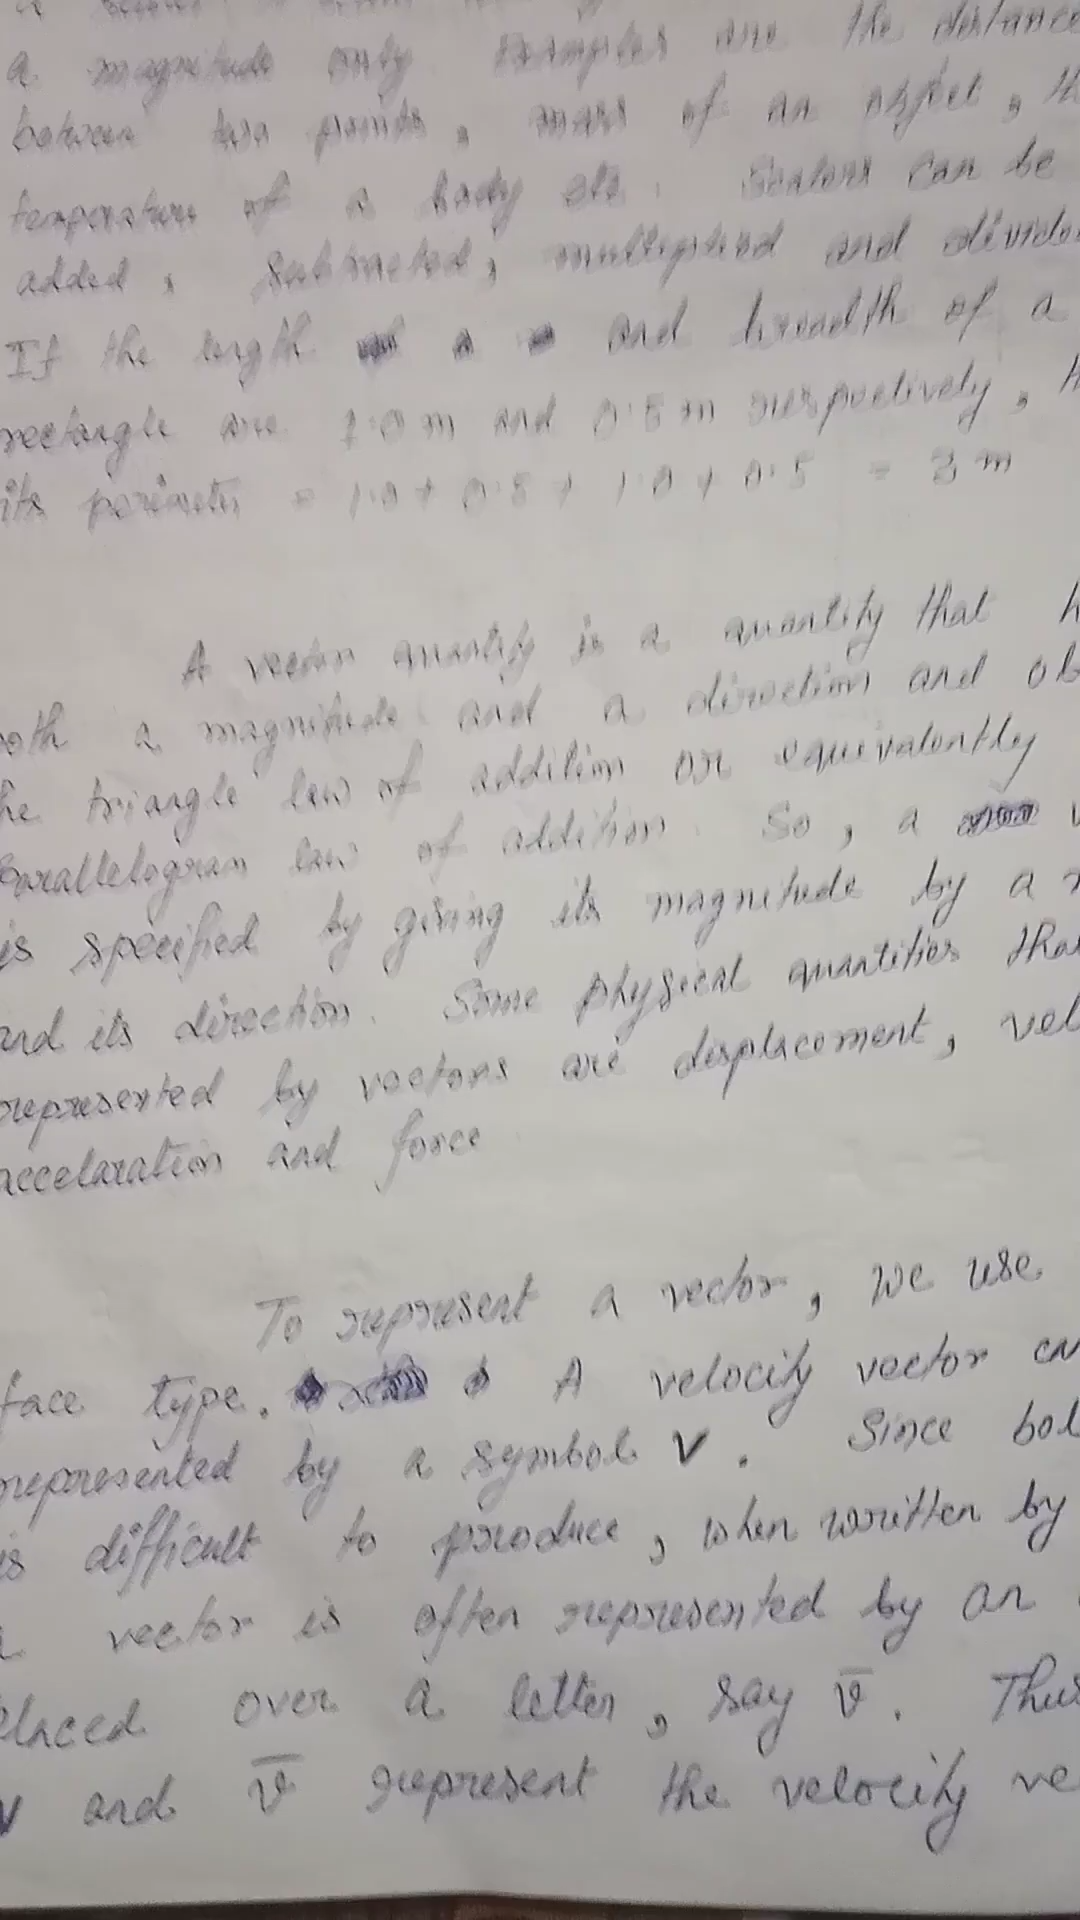 a magnitude only Examples are the distance
between two points, mass of an object, th
temperature of a body etc. Scalars can be
added, Subtracted, multiplied and divide
If the length and breadth of a
rectangle are 1.0 m and 0.5 m respectively, th
its perimeter = 1.0 + 0.5 + 1.0 + 0.5 = 3 m
A vector quantity is a quantity that h
oth a magnitude and a direction and ob
he triangle law of addition or equivalently
Parallelogram law of addition. So, a v
is specified by giving its magnitude by a n
and its direction. Some physical quantities tha
represented by vectors are displacement, vel
accelaration and force
To represent a vector, we use
face type. A velocity vector can
represented by a symbol V. Since bol
is difficult to produce, when written by
a vector is often represented by an
placed over a letter, say v̅. Thus
V and v̅ represent the velocity ve